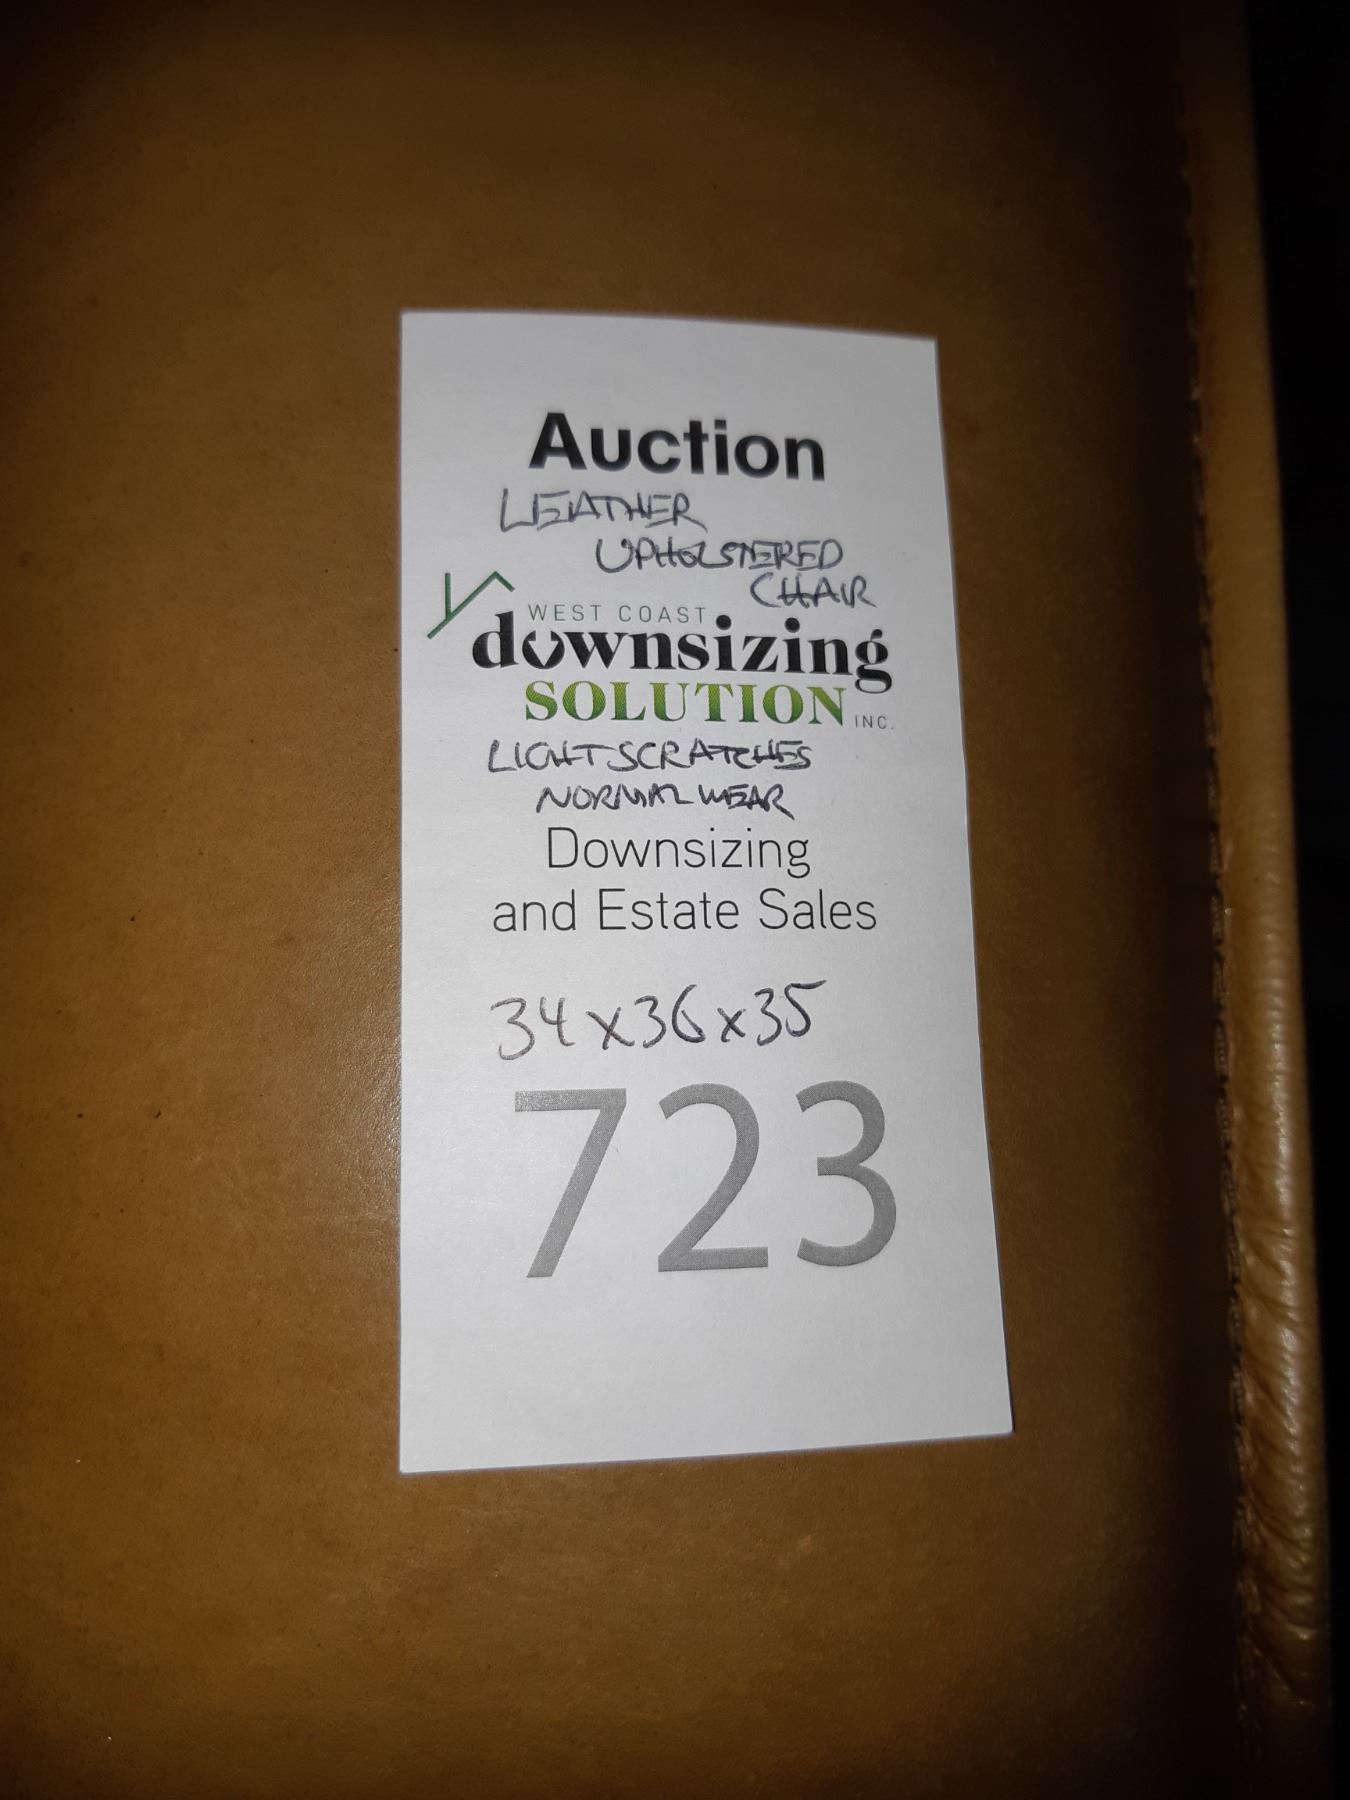 Auction
LEATHER
UPHOLSTERED
CHAIR
WEST COAST
downsizing
SOLUTION INC.
LIGHT SCRATCHES
NORMAL WEAR
Downsizing
and Estate Sales
34x36x35
723